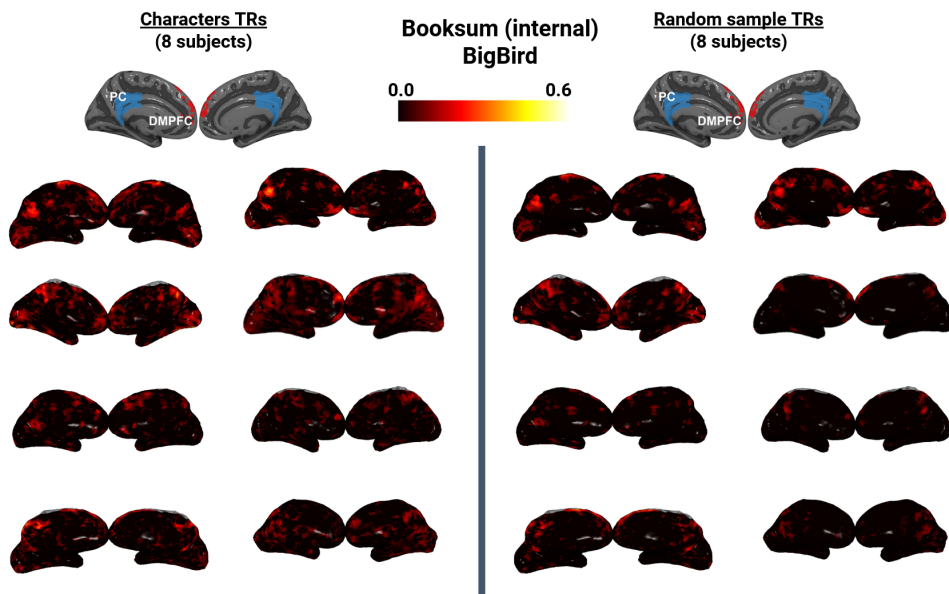 Characters TRs
(8 subjects)
Booksum (internal)
BigBird
Random sample TRs
(8 subjects)
0.0
0.6
PC
DMPFC
PC
DMPFC